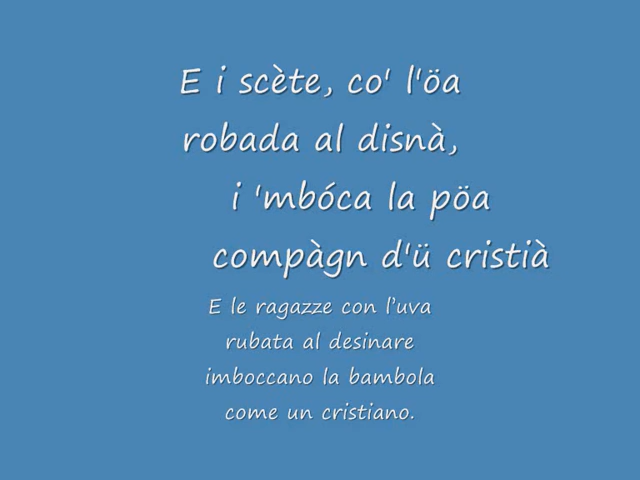 E i scète, co' l'öa
robada al disnà,
i 'mbóca la pöa
compàgn d'ü cristià
E le ragazze con l’uva
rubata al desinare
imboccano la bambola
come un cristiano.